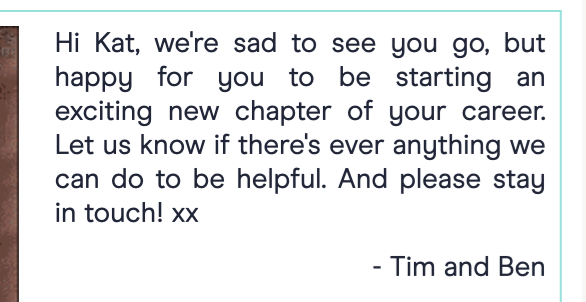 Hi Kat, we're sad to see you go, but
happy for you to be starting an
exciting new chapter of your career.
Let us know if there's ever anything we
can do to be helpful. And please stay
in touch! xx
- Tim and Ben